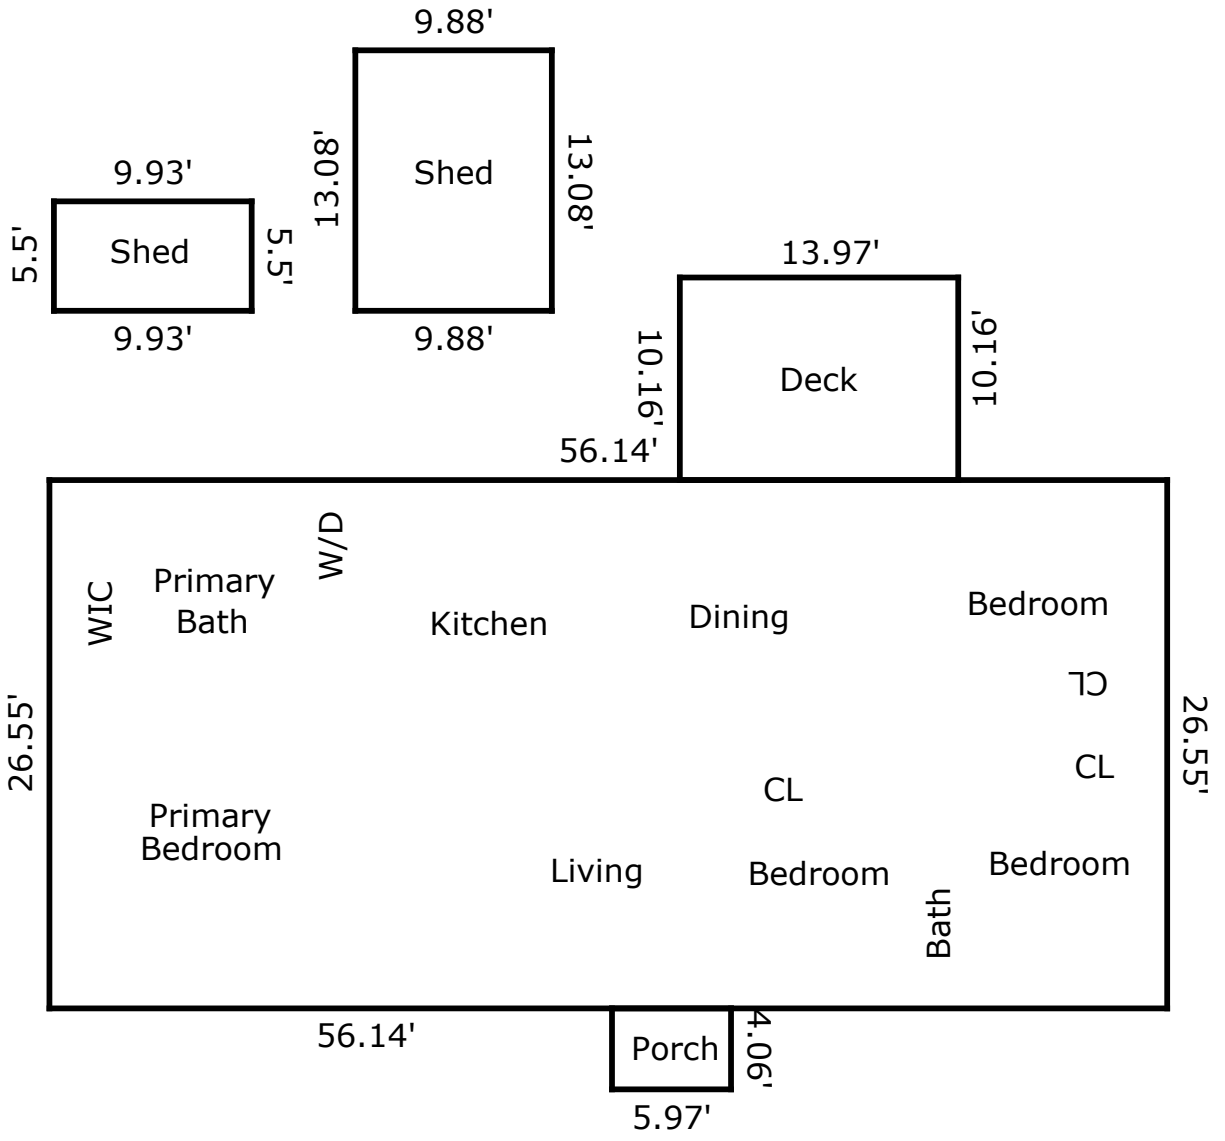 9.88'
13.08'
Shed
13.08'
9.88'
9.93'
5.5'
Shed
5.5'
9.93'
13.97'
10.16'
Deck
10.16'
56.14'
WIC
Primary
Bath
W/D
Kitchen
Dining
Bedroom
CL
26.55'
26.55'
CL
CL
Primary
Bedroom
Living
Bedroom
Bath
Bedroom
56.14'
Porch
4.06'
5.97'